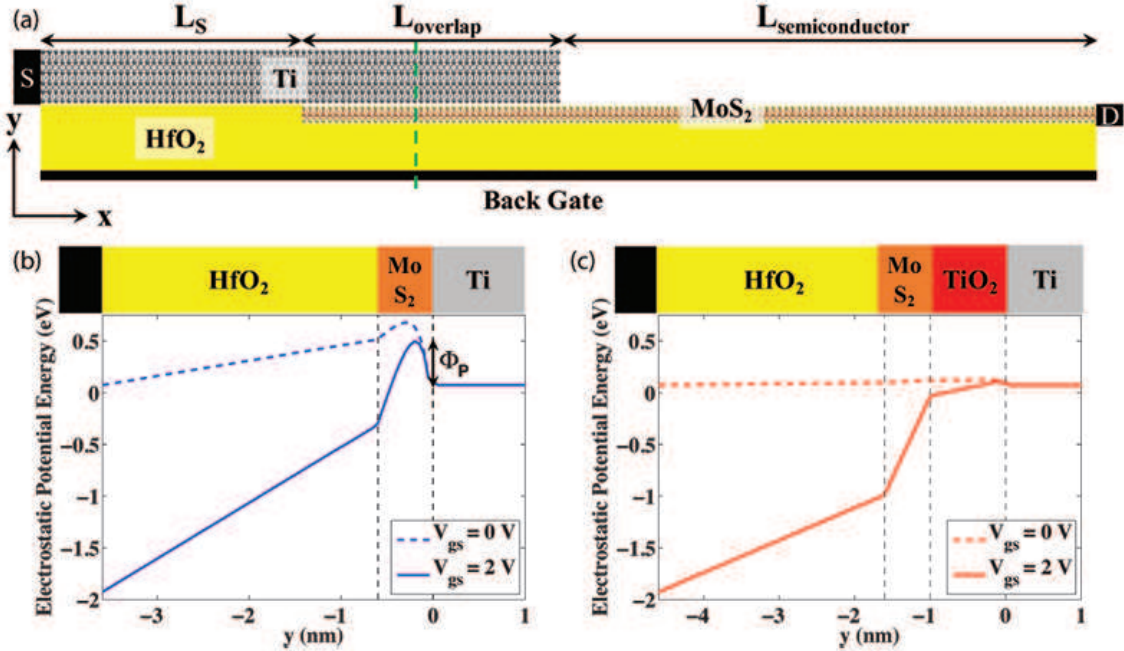 (a) L_S L_overlap L_semiconductor
S Ti
y MoS₂ D
HfO₂
Back Gate
x
(b) HfO₂ Mo S₂ Ti
Electrostatic Potential Energy (eV)
0.5
0
−0.5
−1
−1.5
−2
Φ_P
V_gs = 0 V
V_gs = 2 V
−3 −2 −1 0 1
y (nm)
(c) HfO₂ Mo S₂ TiO₂ Ti
Electrostatic Potential Energy (eV)
0.5
0
−0.5
−1
−1.5
−2
V_gs = 0 V
V_gs = 2 V
−4 −3 −2 −1 0 1
y (nm)